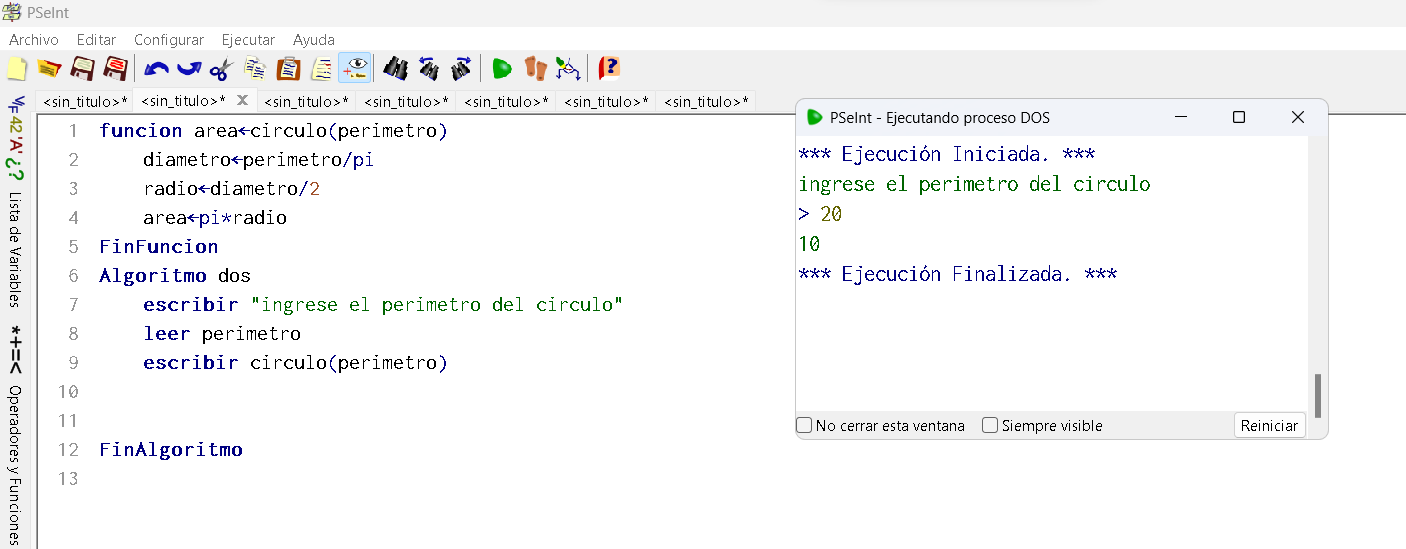 PSeInt
Archivo Editar Configurar Ejecutar Ayuda
<sin_titulo>* <sin_titulo>* X <sin_titulo>* <sin_titulo>* <sin_titulo>* <sin_titulo>* <sin_titulo>*
VF 42 'A' ¿? Lista de Variables
*+=< Operadores y Funciones
1 funcion area←circulo(perimetro)
2 diametro←perimetro/pi
3 radio←diametro/2
4 area←pi*radio
5 FinFuncion
6 Algoritmo dos
7 escribir "ingrese el perimetro del circulo"
8 leer perimetro
9 escribir circulo(perimetro)
10
11
12 FinAlgoritmo
13
PSeInt - Ejecutando proceso DOS
*** Ejecución Iniciada. ***
ingrese el perimetro del circulo
> 20
10
*** Ejecución Finalizada. ***
No cerrar esta ventana Siempre visible Reiniciar